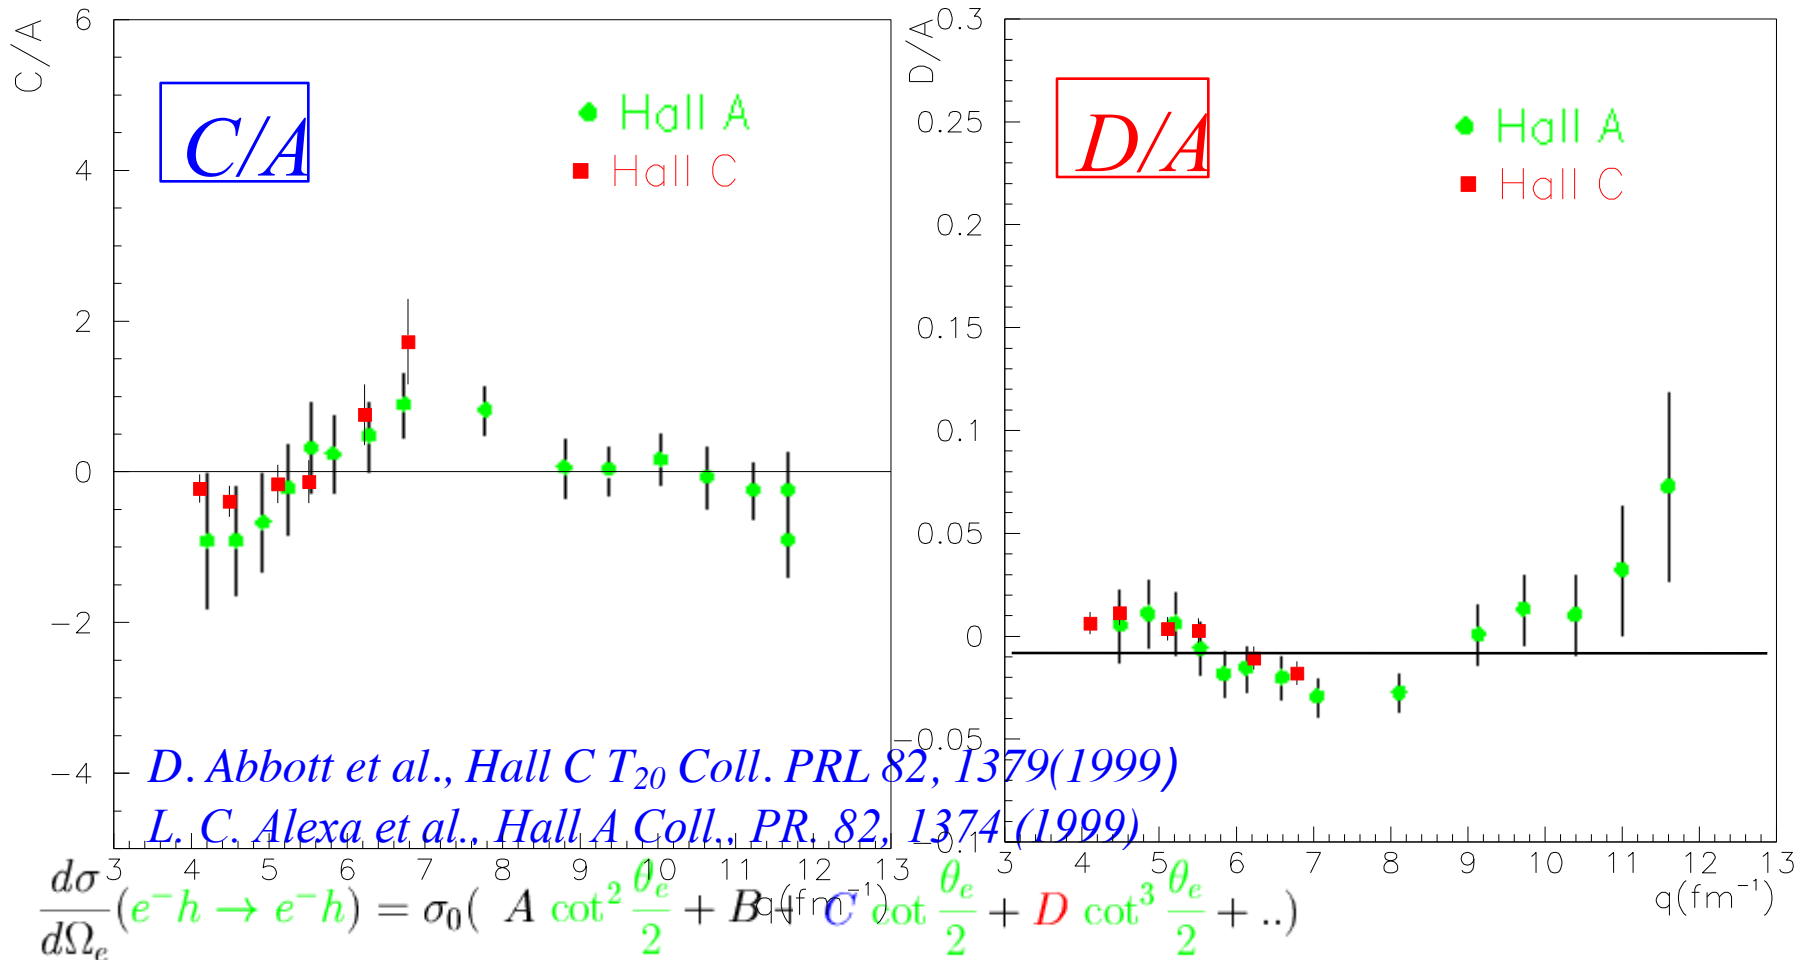 C/A
6
4
2
0
−2
−4
C/A
Hall A
Hall C
3 4 5 6 7 8 9 10 11 12 13
q(fm⁻¹)
D/A
0.3
0.25
0.2
0.15
0.1
0.05
0
−0.05
−0.1
D/A
Hall A
Hall C
3 4 5 6 7 8 9 10 11 12 13
q(fm⁻¹)
D. Abbott et al., Hall C T₂₀ Coll. PRL 82, 1379(1999)
L. C. Alexa et al., Hall A Coll., PR. 82, 1374 (1999)
dσ/dΩₑ (e⁻h → e⁻h) = σ₀( A cot² θₑ/2 + B + C cot θₑ/2 + D cot³ θₑ/2 + ..)